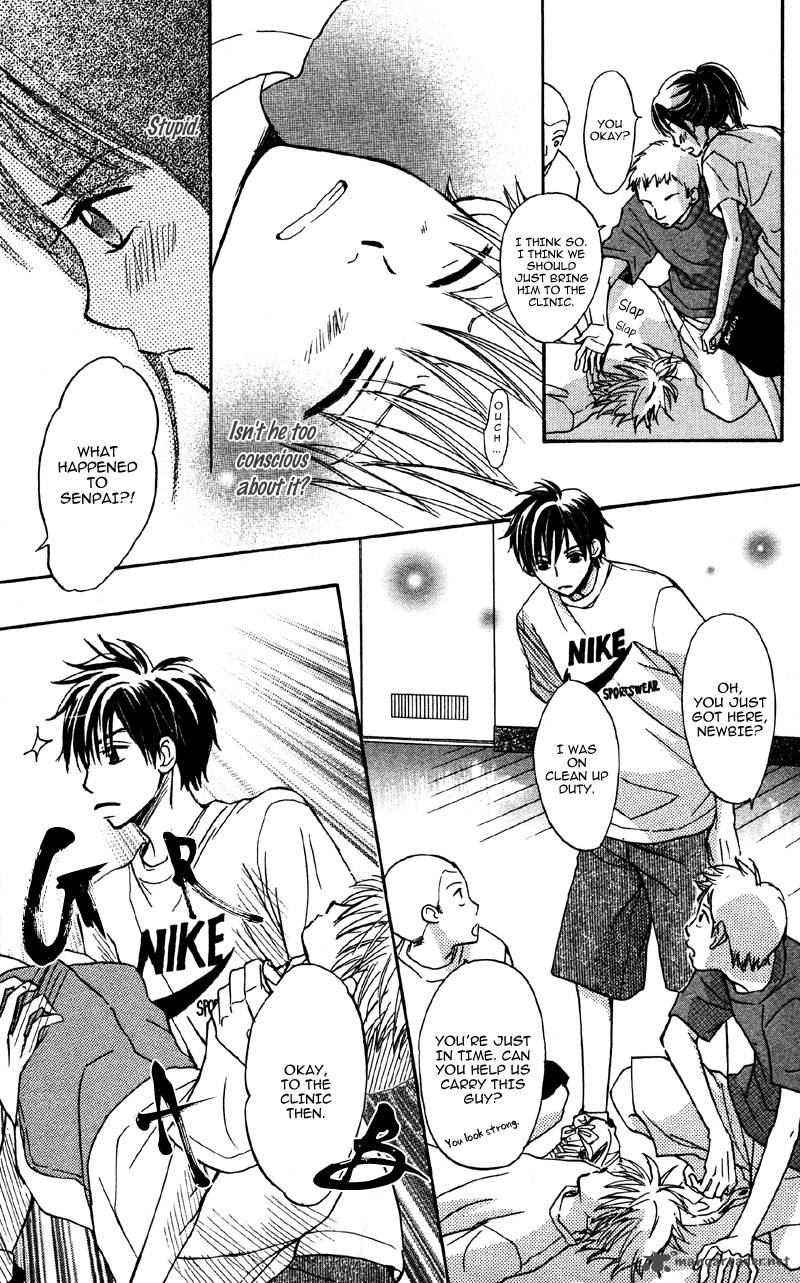 YOU
OKAY?
I THINK SO.
I THINK WE
SHOULD
JUST BRING
HIM TO THE
CLINIC.
Slap
Slap
OUCH
...
Isn't he too
conscious
about it?
Stupid.
WHAT
HAPPENED
TO
SENPAI?!
OH,
YOU JUST
GOT HERE,
NEWBIE?
NIKE
SPORTSWEAR
I WAS
ON
CLEAN UP
DUTY.
YOU'RE JUST
IN TIME. CAN
YOU HELP US
CARRY THIS
GUY?
You look strong.
GRAB
NIKE
SPOR
OKAY,
TO THE
CLINIC
THEN.
mangareader.net